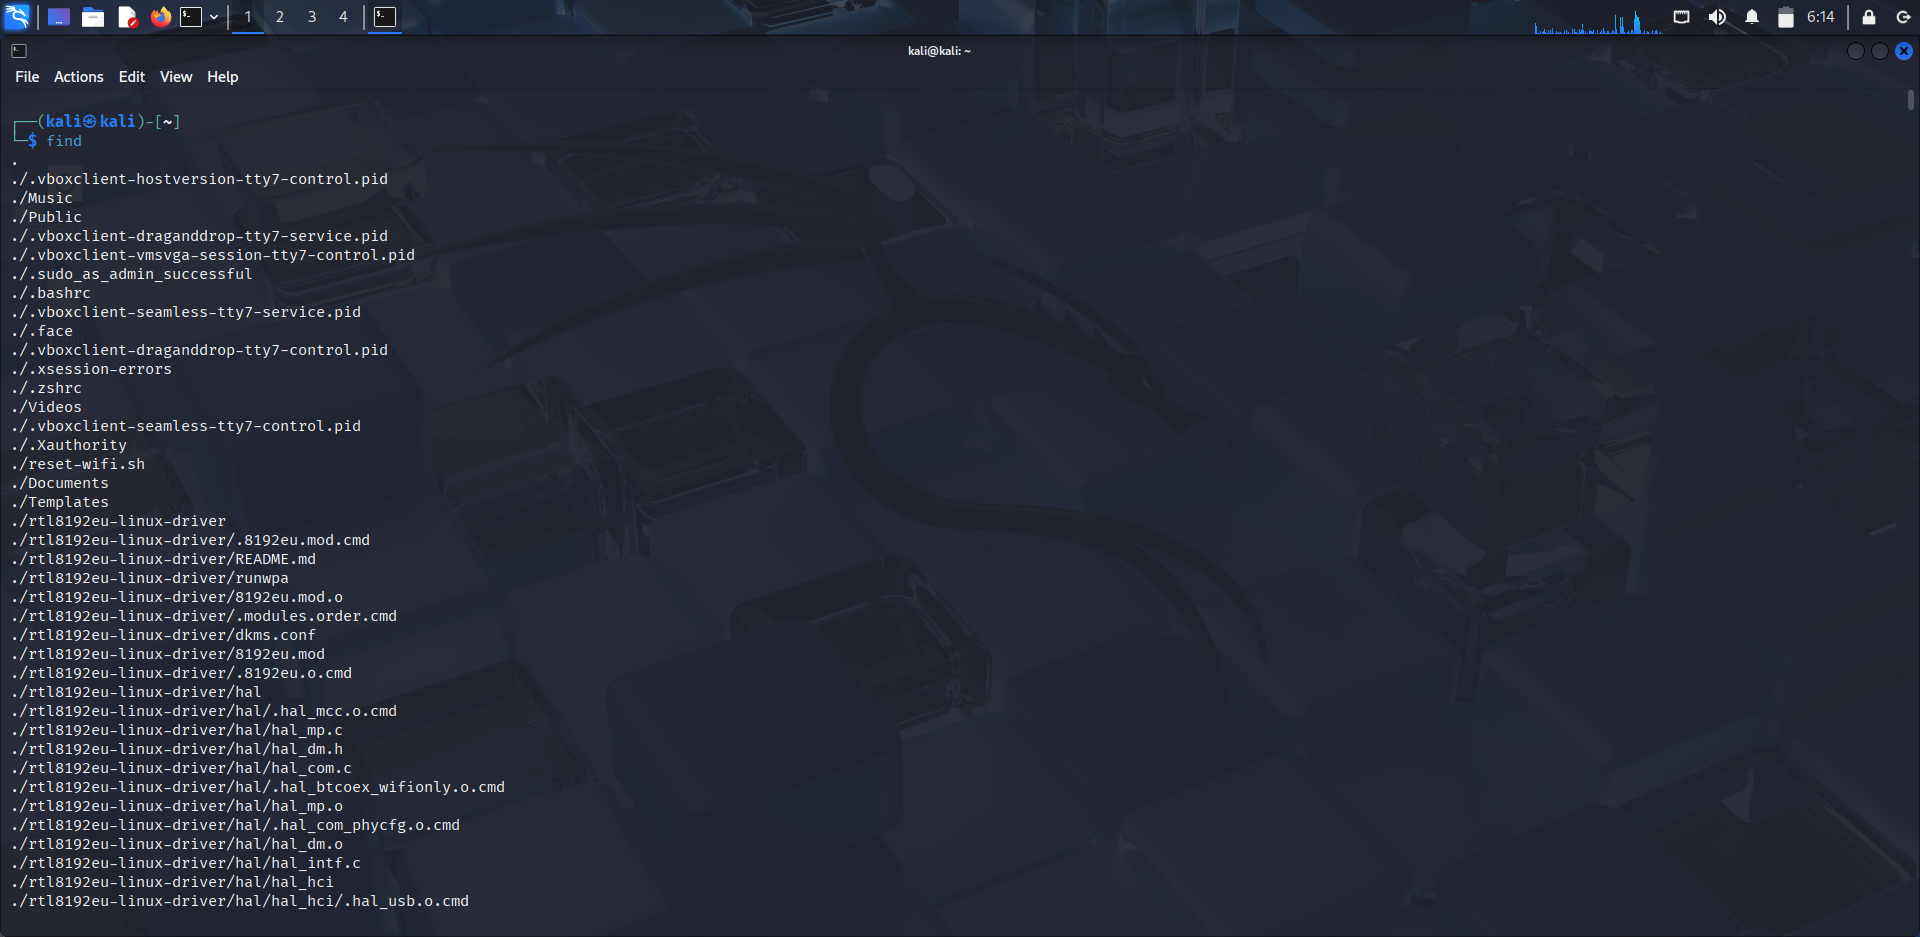 1 2 3 4 6:14
kali@kali: ~
File Actions Edit View Help
┌──(kali㉿kali)-[~]
└─$ find
.
./.vboxclient-hostversion-tty7-control.pid
./Music
./Public
./.vboxclient-draganddrop-tty7-service.pid
./.vboxclient-vmsvga-session-tty7-control.pid
./.sudo_as_admin_successful
./.bashrc
./.vboxclient-seamless-tty7-service.pid
./.face
./.vboxclient-draganddrop-tty7-control.pid
./.xsession-errors
./.zshrc
./Videos
./.vboxclient-seamless-tty7-control.pid
./.Xauthority
./reset-wifi.sh
./Documents
./Templates
./rtl8192eu-linux-driver
./rtl8192eu-linux-driver/.8192eu.mod.cmd
./rtl8192eu-linux-driver/README.md
./rtl8192eu-linux-driver/runwpa
./rtl8192eu-linux-driver/8192eu.mod.o
./rtl8192eu-linux-driver/.modules.order.cmd
./rtl8192eu-linux-driver/dkms.conf
./rtl8192eu-linux-driver/8192eu.mod
./rtl8192eu-linux-driver/.8192eu.o.cmd
./rtl8192eu-linux-driver/hal
./rtl8192eu-linux-driver/hal/.hal_mcc.o.cmd
./rtl8192eu-linux-driver/hal/hal_mp.c
./rtl8192eu-linux-driver/hal/hal_dm.h
./rtl8192eu-linux-driver/hal/hal_com.c
./rtl8192eu-linux-driver/hal/.hal_btcoex_wifionly.o.cmd
./rtl8192eu-linux-driver/hal/hal_mp.o
./rtl8192eu-linux-driver/hal/.hal_com_phycfg.o.cmd
./rtl8192eu-linux-driver/hal/hal_dm.o
./rtl8192eu-linux-driver/hal/hal_intf.c
./rtl8192eu-linux-driver/hal/hal_hci
./rtl8192eu-linux-driver/hal/hal_hci/.hal_usb.o.cmd